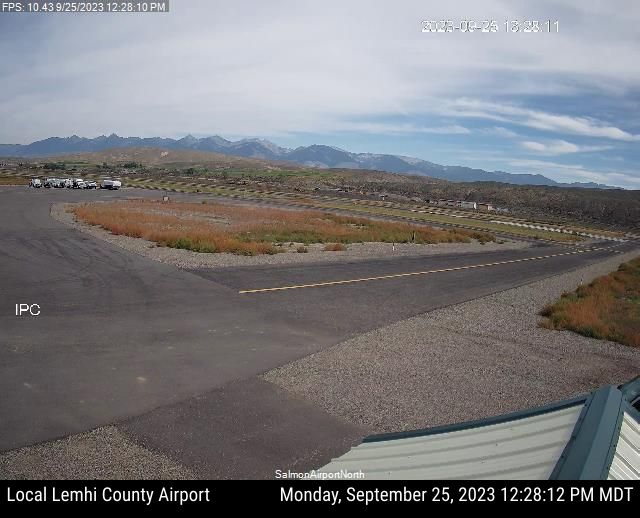 FPS: 10.43 9/25/2023 12:28:10 PM
2023-09-25 13:28:11
IPC
SalmonAirportNorth
Local Lemhi County Airport Monday, September 25, 2023 12:28:12 PM MDT